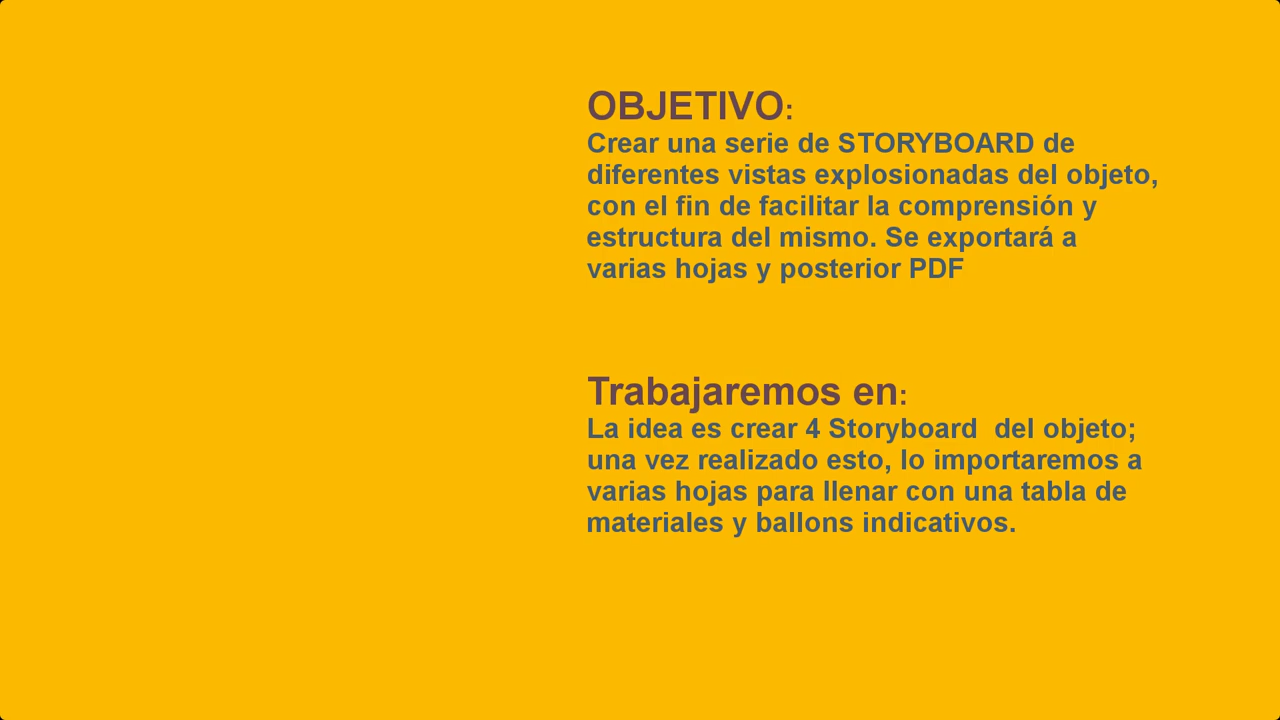 OBJETIVO:
Crear una serie de STORYBOARD de
diferentes vistas explosionadas del objeto,
con el fin de facilitar la comprensión y
estructura del mismo. Se exportará a
varias hojas y posterior PDF
Trabajaremos en:
La idea es crear 4 Storyboard  del objeto;
una vez realizado esto, lo importaremos a
varias hojas para llenar con una tabla de
materiales y ballons indicativos.